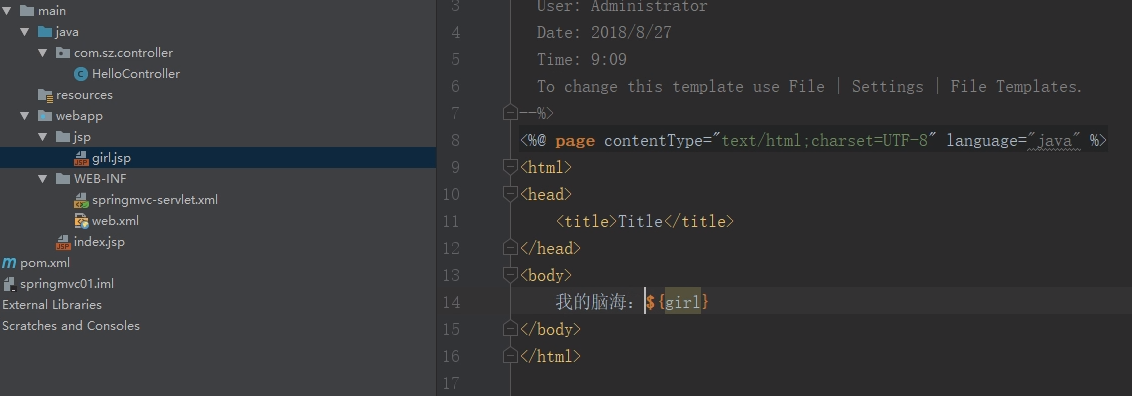 main
java
com.sz.controller
HelloController
resources
webapp
jsp
girl.jsp
WEB-INF
springmvc-servlet.xml
web.xml
index.jsp
pom.xml
springmvc01.iml
External Libraries
Scratches and Consoles
3 User: Administrator
4 Date: 2018/8/27
5 Time: 9:09
6 To change this template use File | Settings | File Templates.
7 --%>
8 <%@ page contentType="text/html;charset=UTF-8" language="java" %>
9 <html>
10 <head>
11 <title>Title</title>
12 </head>
13 <body>
14 我的脑海：${girl}
15 </body>
16 </html>
17